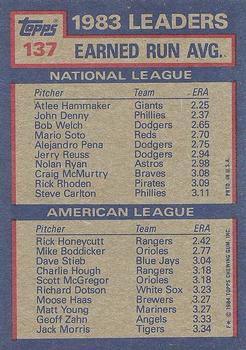 Topps
137
1983 LEADERS
EARNED RUN AVG.
NATIONAL LEAGUE
Pitcher Team ERA
Atlee Hammaker Giants 2.25
John Denny Phillies 2.37
Bob Welch Dodgers 2.65
Mario Soto Reds 2.70
Alejandro Pena Dodgers 2.75
Jerry Reuss Dodgers 2.94
Nolan Ryan Astros 2.98
Craig McMurtry Braves 3.08
Rick Rhoden Pirates 3.09
Steve Carlton Phillies 3.11
AMERICAN LEAGUE
Pitcher Team ERA
Rick Honeycutt Rangers 2.42
Mike Boddicker Orioles 2.77
Dave Stieb Blue Jays 3.04
Charlie Hough Rangers 3.18
Scott McGregor Orioles 3.18
Richard Dotson White Sox 3.23
Moose Haas Brewers 3.27
Matt Young Mariners 3.27
Geoff Zahn Angels 3.33
Jack Morris Tigers 3.34
PRTD. IN U.S.A.
© 1984 TOPPS CHEWING GUM, INC.